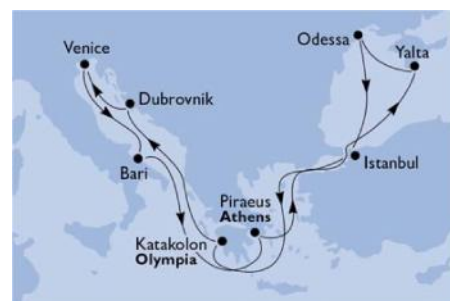 Odessa
Venice
Yalta
Dubrovnik
Bari
Istanbul
Piraeus
Athens
Katakolon
Olympia